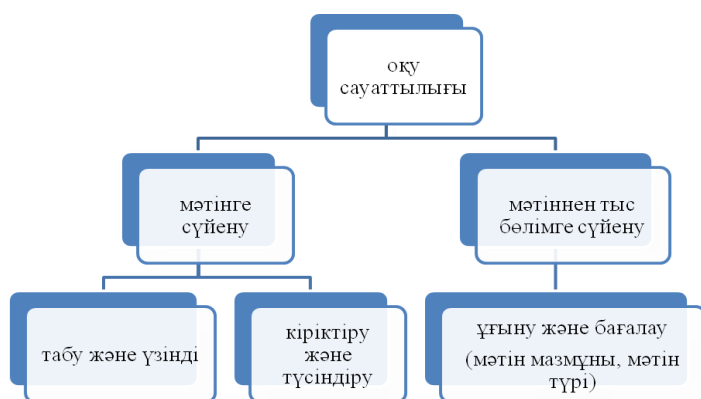 оқу
сауаттылығы
мәтінге
сүйену
мәтіннен тыс
бөлімге сүйену
табу және үзінді
кіріктіру
және
түсіндіру
ұғыну және бағалау
(мәтін мазмұны, мәтін
түрі)